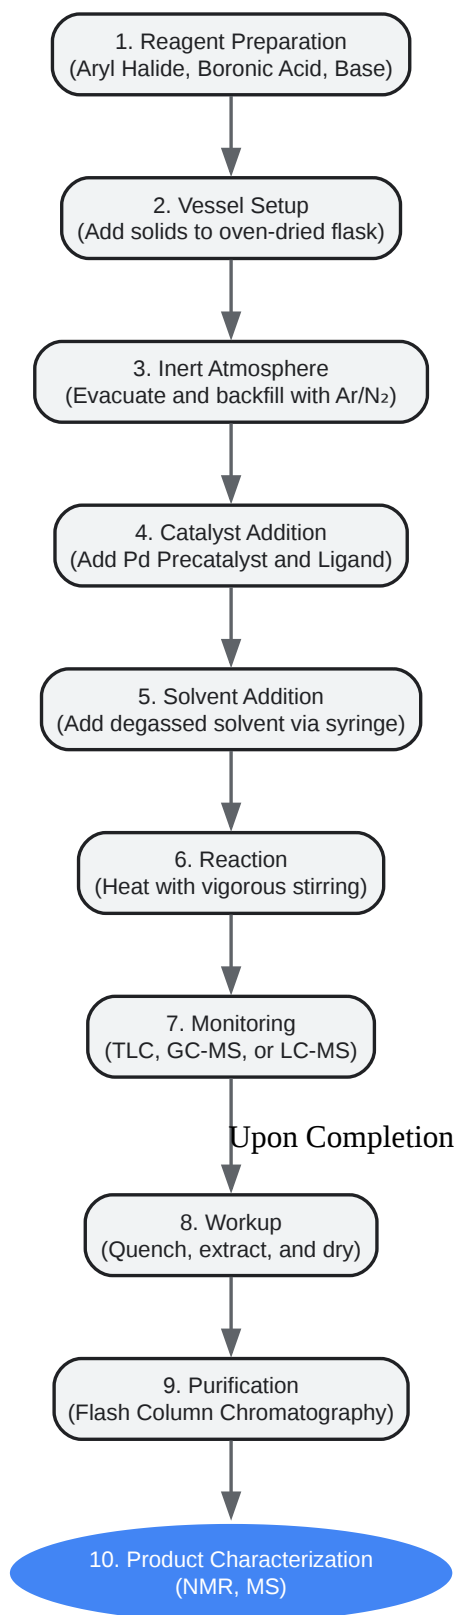 1. Reagent Preparation
(Aryl Halide, Boronic Acid, Base)
2. Vessel Setup
(Add solids to oven-dried flask)
3. Inert Atmosphere
(Evacuate and backfill with Ar/N₂)
4. Catalyst Addition
(Add Pd Precatalyst and Ligand)
5. Solvent Addition
(Add degassed solvent via syringe)
6. Reaction
(Heat with vigorous stirring)
7. Monitoring
(TLC, GC-MS, or LC-MS)
Upon Completion
8. Workup
(Quench, extract, and dry)
9. Purification
(Flash Column Chromatography)
10. Product Characterization
(NMR, MS)